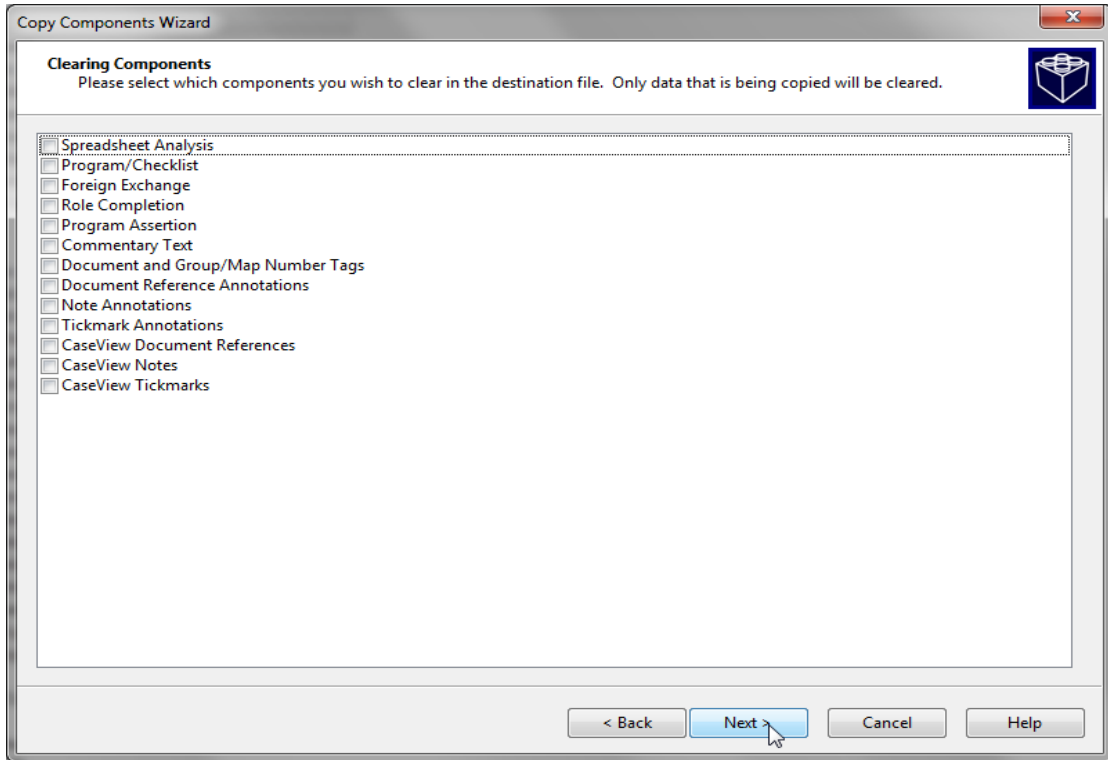 Copy Components Wizard
Clearing Components
Please select which components you wish to clear in the destination file.  Only data that is being copied will be cleared.
Spreadsheet Analysis
Program/Checklist
Foreign Exchange
Role Completion
Program Assertion
Commentary Text
Document and Group/Map Number Tags
Document Reference Annotations
Note Annotations
Tickmark Annotations
CaseView Document References
CaseView Notes
CaseView Tickmarks
< Back Next > Cancel Help